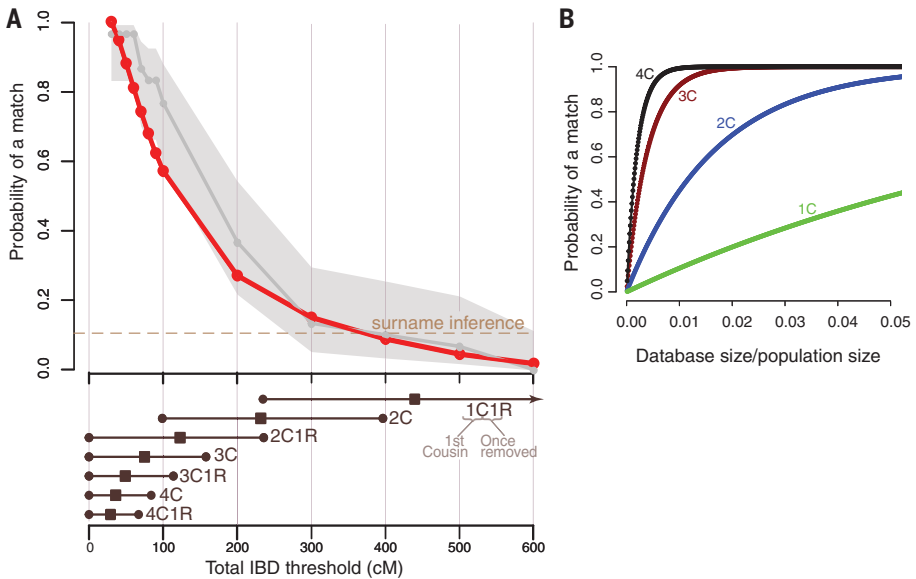 A
Probability of a match
1.0
0.8
0.6
0.4
0.2
0.0
surname inference
1C1R
1st
Cousin
Once
removed
2C
2C1R
3C
3C1R
4C
4C1R
0 100 200 300 400 500 600
Total IBD threshold (cM)
B
Probability of a match
1.0
0.8
0.6
0.4
0.2
0.0
4C
3C
2C
1C
0.00 0.01 0.02 0.03 0.04 0.05
Database size/population size